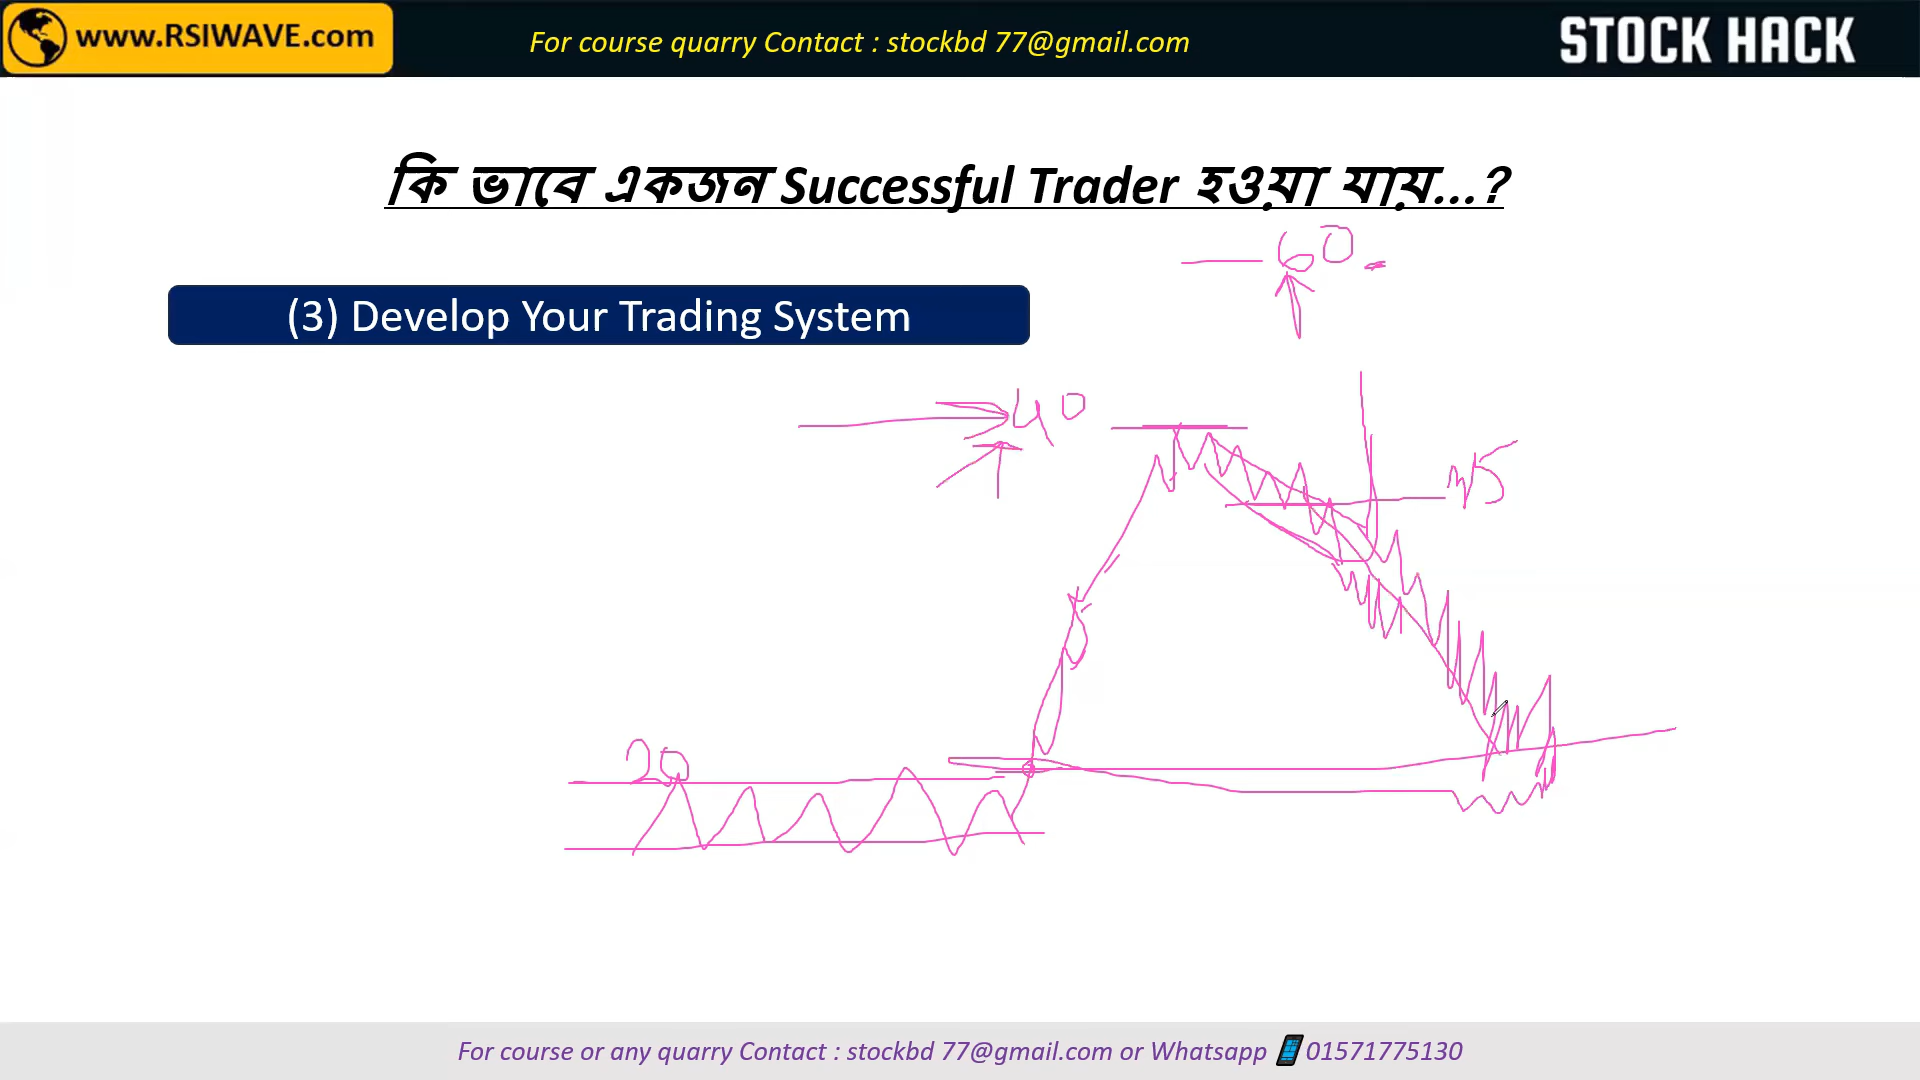 www.RSIWAVE.com
For course quarry Contact : stockbd 77@gmail.com
STOCK HACK
কি ভাবে একজন Successful Trader হওয়া যায়...?
60
(3) Develop Your Trading System
40
45
20
For course or any quarry Contact : stockbd 77@gmail.com or Whatsapp 01571775130